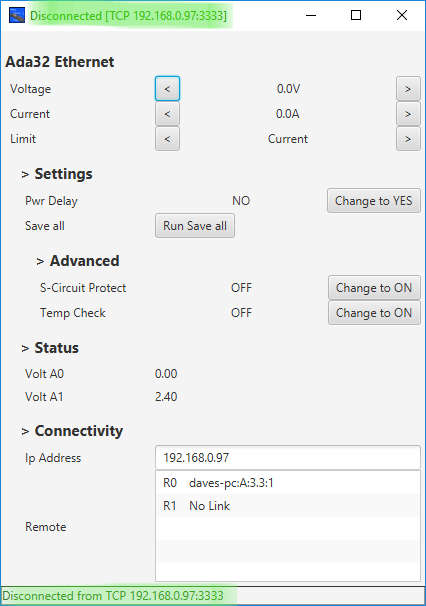 Disconnected [TCP 192.168.0.97:3333]
Ada32 Ethernet
Voltage < 0.0V >
Current < 0.0A >
Limit < Current >
> Settings
Pwr Delay NO Change to YES
Save all Run Save all
> Advanced
S-Circuit Protect OFF Change to ON
Temp Check OFF Change to ON
> Status
Volt A0 0.00
Volt A1 2.40
> Connectivity
Ip Address 192.168.0.97
R0 daves-pc:A:3.3:1
R1 No Link
Remote
Disconnected from TCP 192.168.0.97:3333